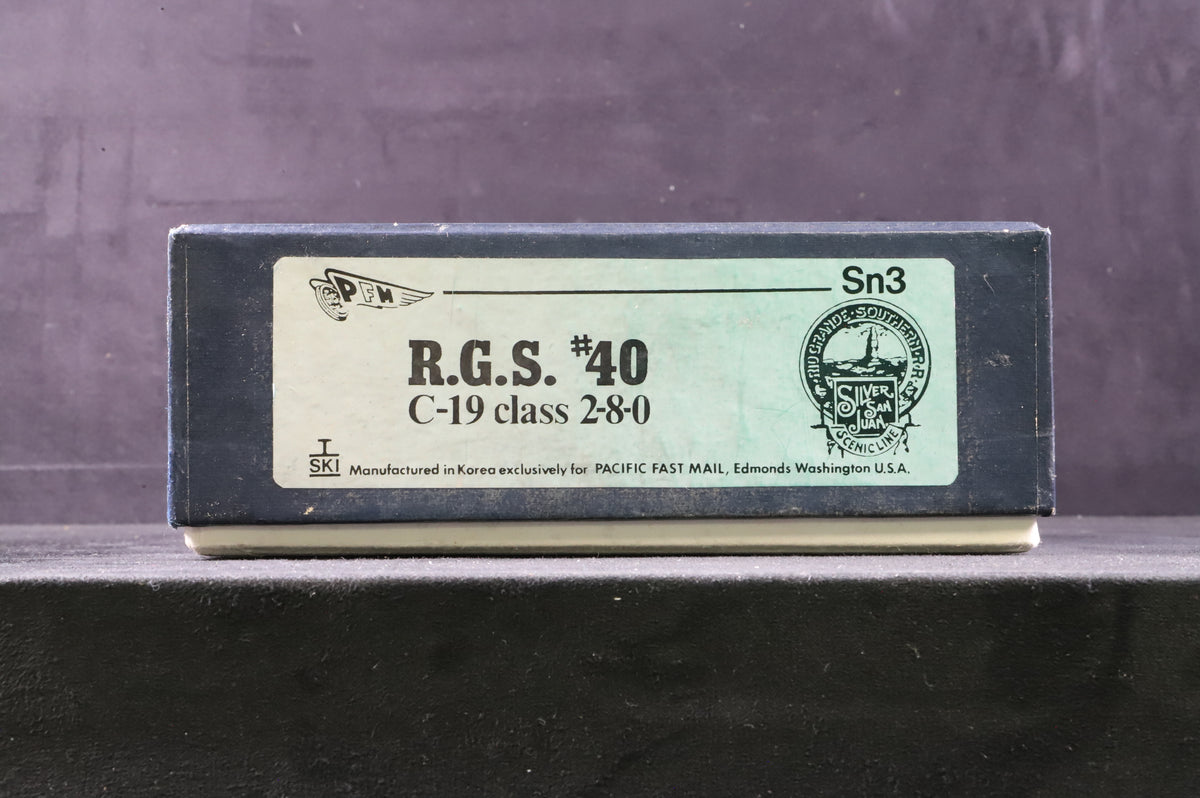 PFM
Sn3
R.G.S. #40
C-19 class 2-8-0
RIO GRANDE · SOUTHERN · R.R.
SILVER
SAN
JUAN
SCENIC LINE
I
SKI
Manufactured in Korea exclusively for PACIFIC FAST MAIL, Edmonds Washington U.S.A.